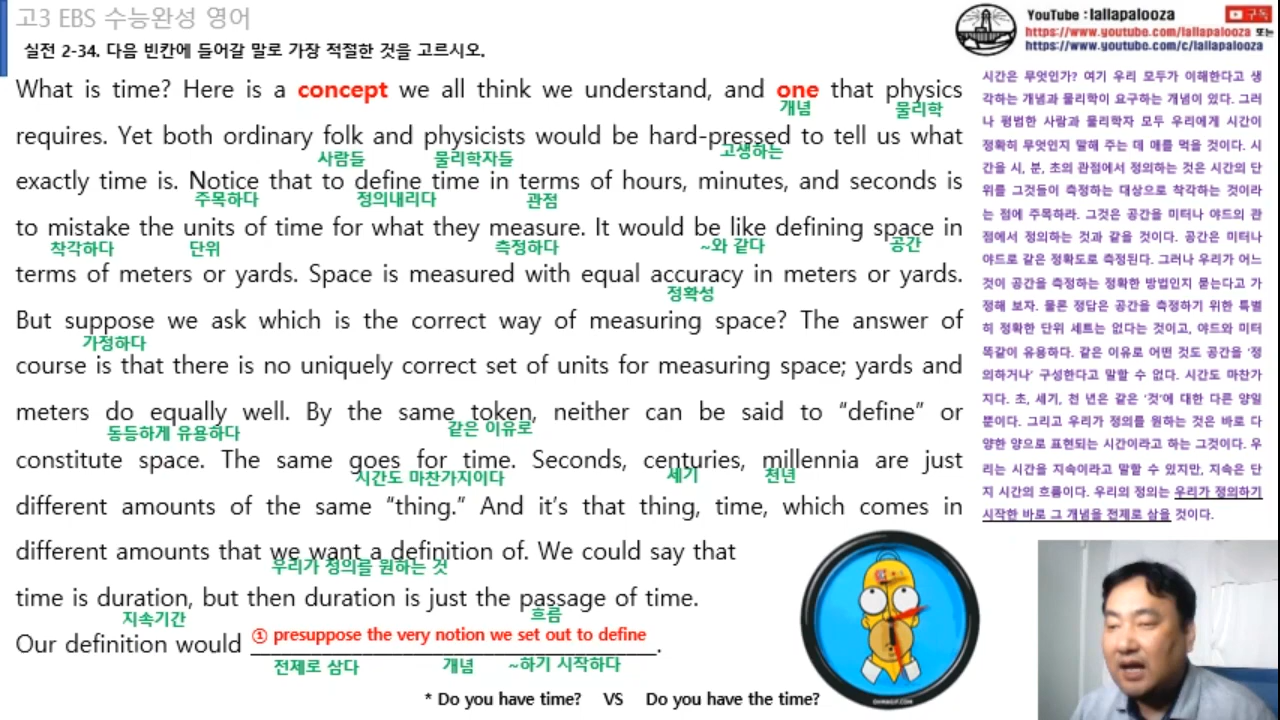 고3 EBS 수능완성 영어
실전 2-34. 다음 빈칸에 들어갈 말로 가장 적절한 것을 고르시오.
YouTube : lallapalooza
구독
https://www.youtube.com/lallapalooza 또는
https://www.youtube.com/c/lallapalooza
What is time? Here is a concept we all think we understand, and one that physics
개념 물리학
requires. Yet both ordinary folk and physicists would be hard-pressed to tell us what
사람들 물리학자들 고생하는
exactly time is. Notice that to define time in terms of hours, minutes, and seconds is
주목하다 정의내리다 관점
to mistake the units of time for what they measure. It would be like defining space in
착각하다 단위 측정하다 ~와 같다 공간
terms of meters or yards. Space is measured with equal accuracy in meters or yards.
정확성
But suppose we ask which is the correct way of measuring space? The answer of
가정하다
course is that there is no uniquely correct set of units for measuring space; yards and
meters do equally well. By the same token, neither can be said to “define” or
동등하게 유용하다 같은 이유로
constitute space. The same goes for time. Seconds, centuries, millennia are just
시간도 마찬가지이다 세기 천년
different amounts of the same “thing.” And it’s that thing, time, which comes in
different amounts that we want a definition of. We could say that
우리가 정의를 원하는 것
time is duration, but then duration is just the passage of time.
지속기간 흐름
Our definition would ① presuppose the very notion we set out to define.
전제로 삼다 개념 ~하기 시작하다
* Do you have time? VS Do you have the time?
시간은 무엇인가? 여기 우리 모두가 이해한다고 생
각하는 개념과 물리학이 요구하는 개념이 있다. 그러
나 평범한 사람과 물리학자 모두 우리에게 시간이
정확히 무엇인지 말해 주는 데 애를 먹을 것이다. 시
간을 시, 분, 초의 관점에서 정의하는 것은 시간의 단
위를 그것들이 측정하는 대상으로 착각하는 것이라
는 점에 주목하라. 그것은 공간을 미터나 야드의 관
점에서 정의하는 것과 같을 것이다. 공간은 미터나
야드로 같은 정확도로 측정된다. 그러나 우리가 어느
것이 공간을 측정하는 정확한 방법인지 묻는다고 가
정해 보자. 물론 정답은 공간을 측정하기 위한 특별
히 정확한 단위 세트는 없다는 것이고, 야드와 미터
똑같이 유용하다. 같은 이유로 어떤 것도 공간을 ‘정
의하거나’ 구성한다고 말할 수 없다. 시간도 마찬가
지다. 초, 세기, 천 년은 같은 ‘것’에 대한 다른 양일
뿐이다. 그리고 우리가 정의를 원하는 것은 바로 다
양한 양으로 표현되는 시간이라고 하는 그것이다. 우
리는 시간을 지속이라고 말할 수 있지만, 지속은 단
지 시간의 흐름이다. 우리의 정의는 우리가 정의하기
시작한 바로 그 개념을 전제로 삼을 것이다.